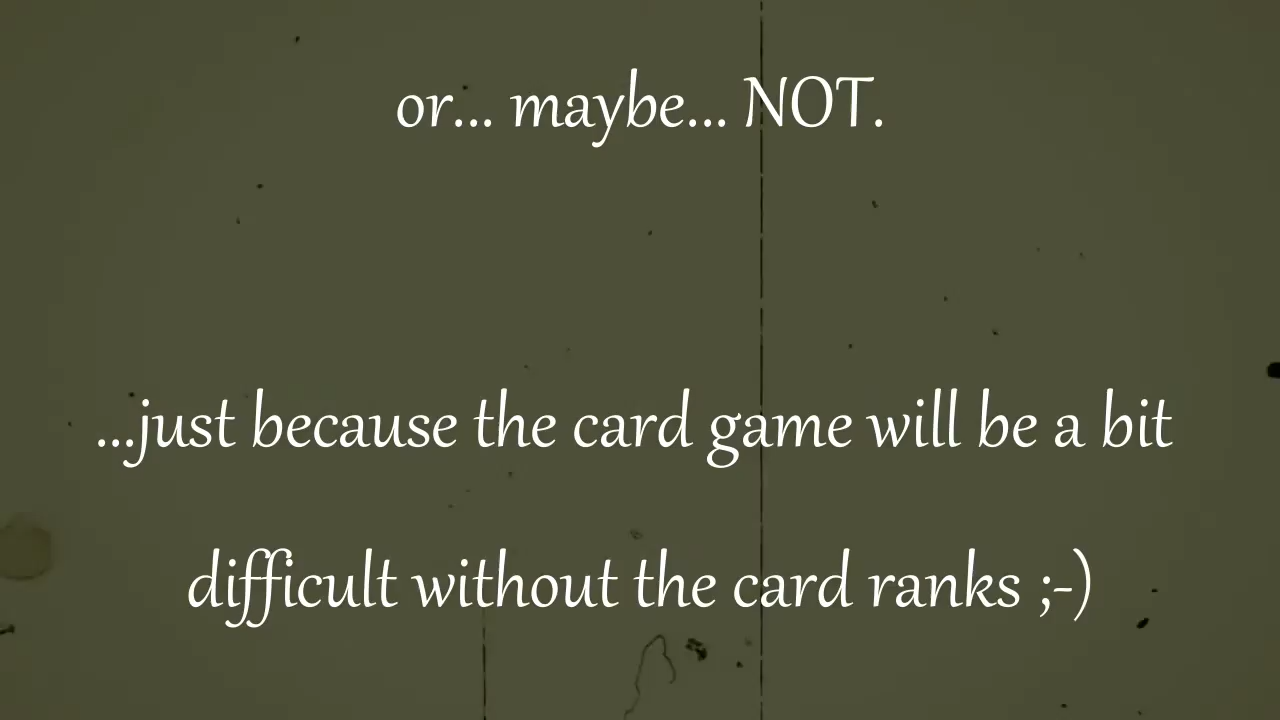 or... maybe... NOT.
...just because the card game will be a bit
difficult without the card ranks ;-)